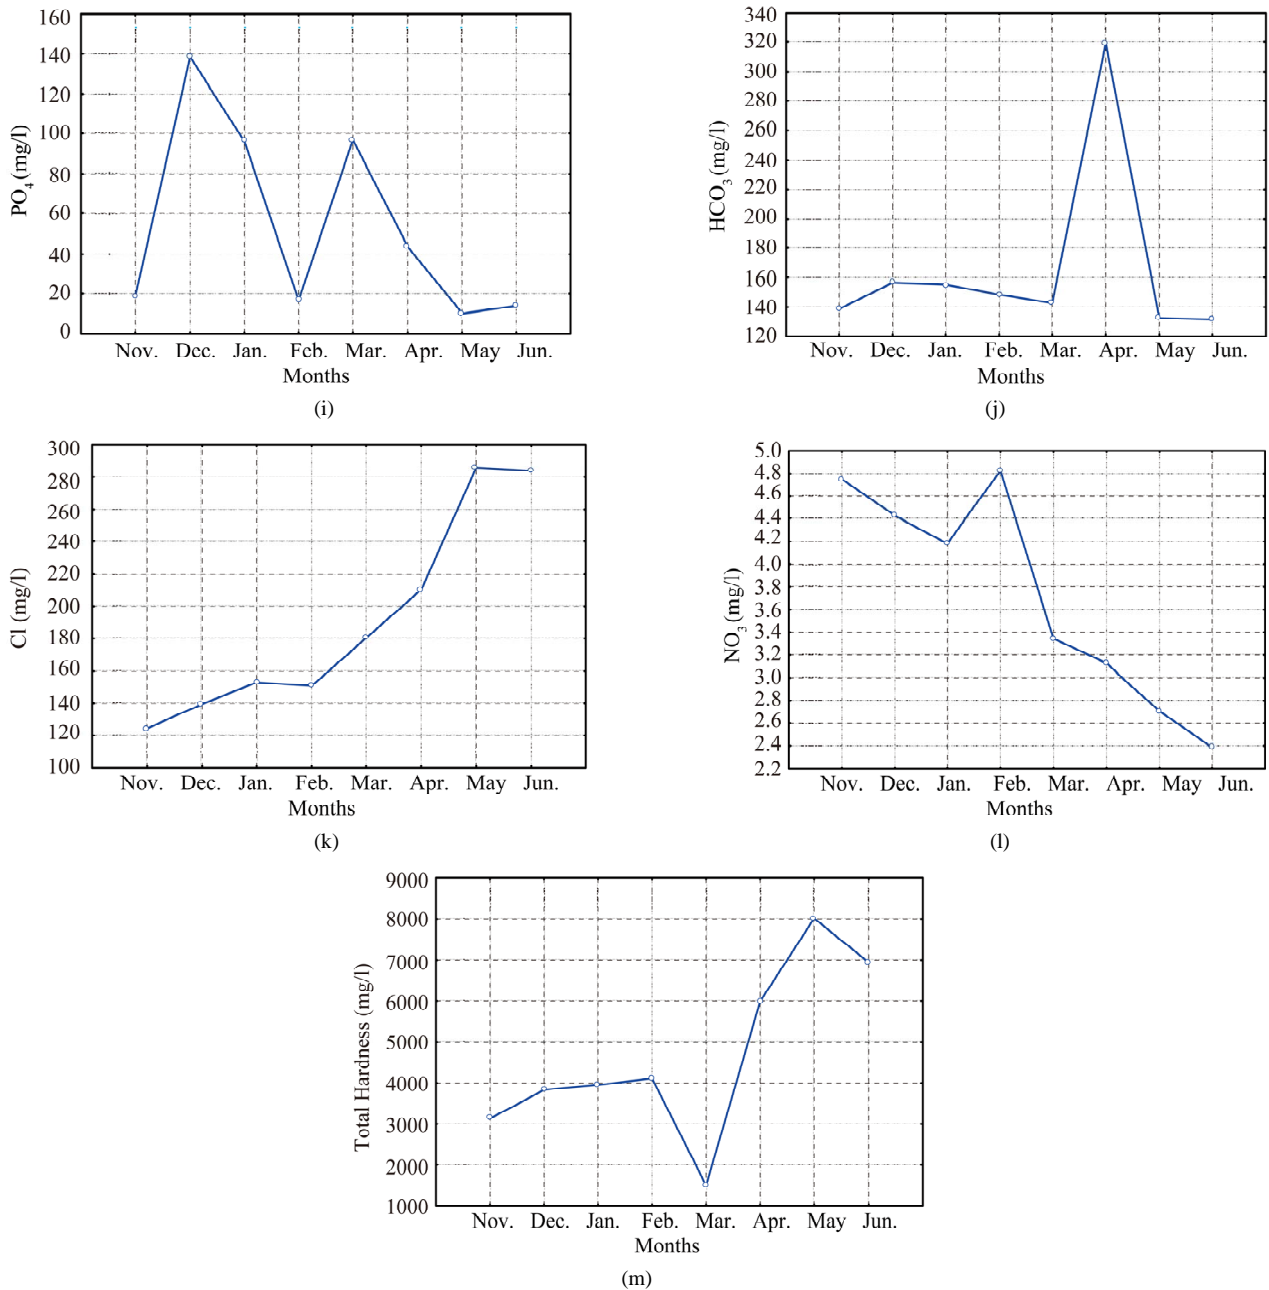 160
140
120
100
80
60
40
20
0
PO4 (mg/l)
Nov. Dec. Jan. Feb. Mar. Apr. May Jun.
Months
(i)
340
320
300
280
260
240
220
200
180
160
140
120
HCO3 (mg/l)
Nov. Dec. Jan. Feb. Mar. Apr. May Jun.
Months
(j)
300
280
260
240
220
200
180
160
140
120
100
Cl (mg/l)
Nov. Dec. Jan. Feb. Mar. Apr. May Jun.
Months
(k)
5.0
4.8
4.6
4.4
4.2
4.0
3.8
3.6
3.4
3.2
3.0
2.8
2.6
2.4
2.2
NO3 (mg/l)
Nov. Dec. Jan. Feb. Mar. Apr. May Jun.
Months
(l)
9000
8000
7000
6000
5000
4000
3000
2000
1000
Total Hardness (mg/l)
Nov. Dec. Jan. Feb. Mar. Apr. May Jun.
Months
(m)